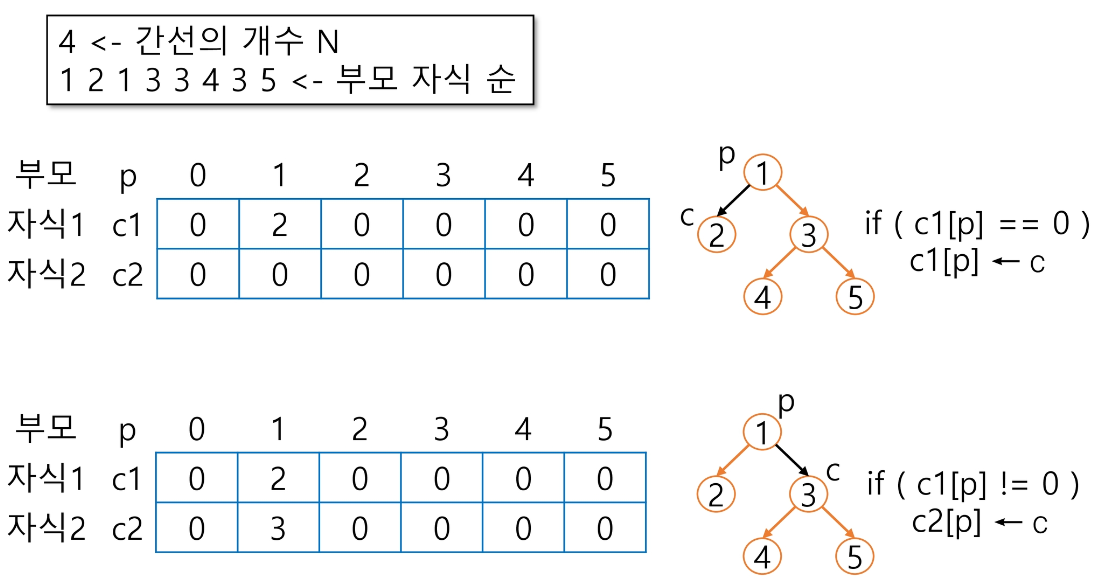 4 <- 간선의 개수 N
1 2 1 3 3 4 3 5 <- 부모 자식 순
부모 p 0 1 2 3 4 5
자식1 c1 0 2 0 0 0 0
자식2 c2 0 0 0 0 0 0
p
1
c
2 3
4 5
if ( c1[p] == 0 )
c1[p] ← c
부모 p 0 1 2 3 4 5
자식1 c1 0 2 0 0 0 0
자식2 c2 0 3 0 0 0 0
p
1
c
2 3
4 5
if ( c1[p] != 0 )
c2[p] ← c